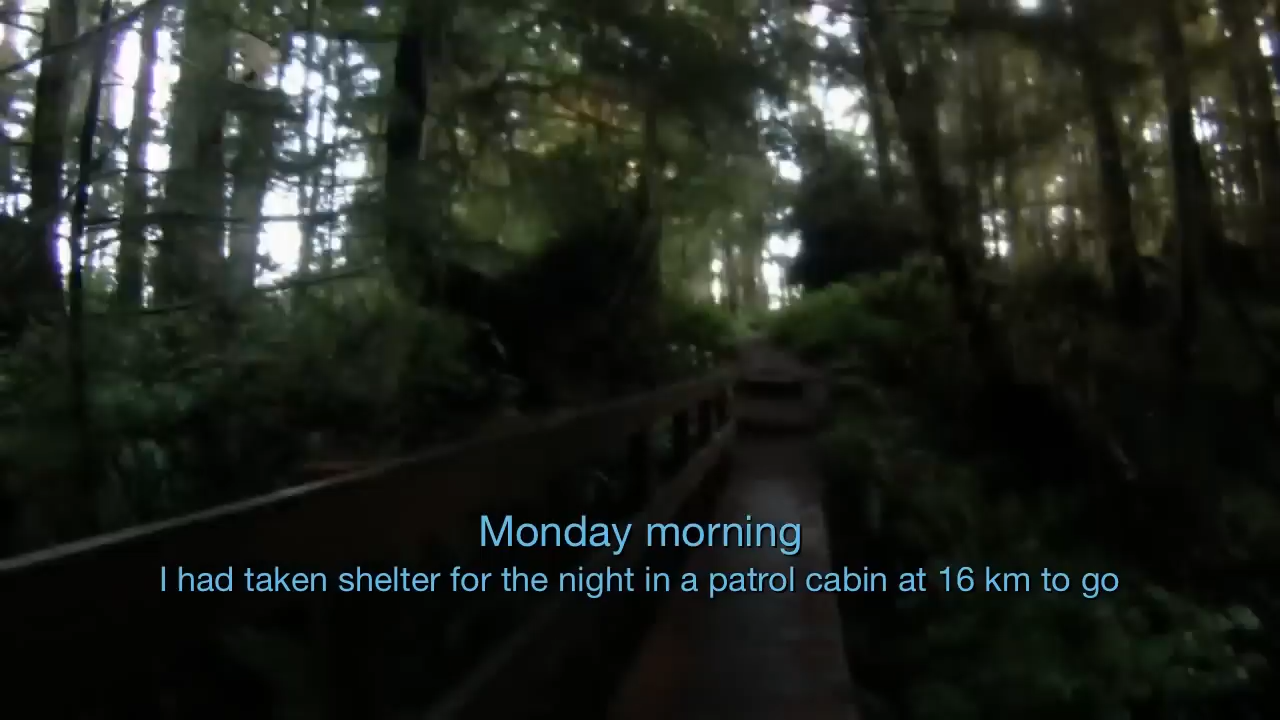 Monday morning
I had taken shelter for the night in a patrol cabin at 16 km to go